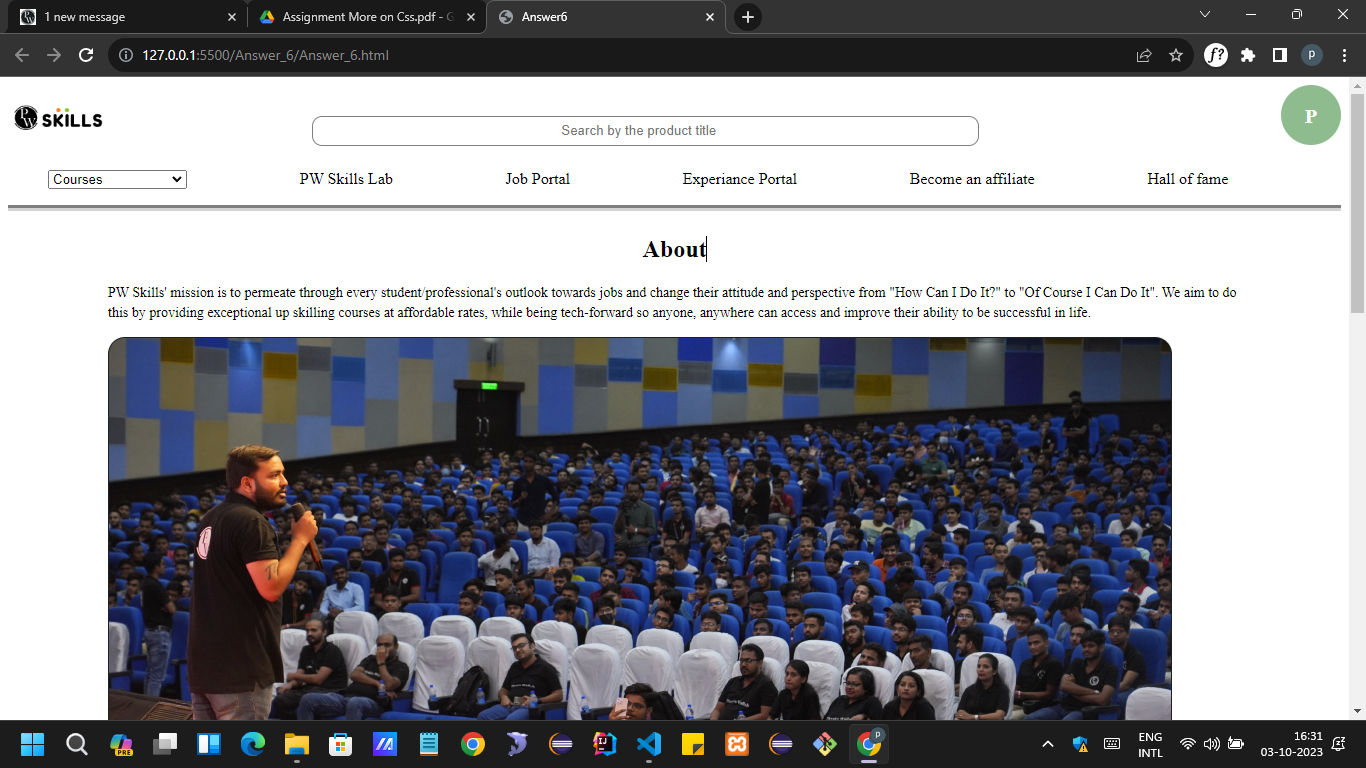 1 new message
Assignment More on Css.pdf - G
Answer6
127.0.0.1:5500/Answer_6/Answer_6.html
f?
p
PW SKILLS
Search by the product title
P
Courses
PW Skills Lab
Job Portal
Experiance Portal
Become an affiliate
Hall of fame
About
PW Skills' mission is to permeate through every student/professional's outlook towards jobs and change their attitude and perspective from "How Can I Do It?" to "Of Course I Can Do It". We aim to do
this by providing exceptional up skilling courses at affordable rates, while being tech-forward so anyone, anywhere can access and improve their ability to be successful in life.
PRE
p
ENG
INTL
16:31
03-10-2023